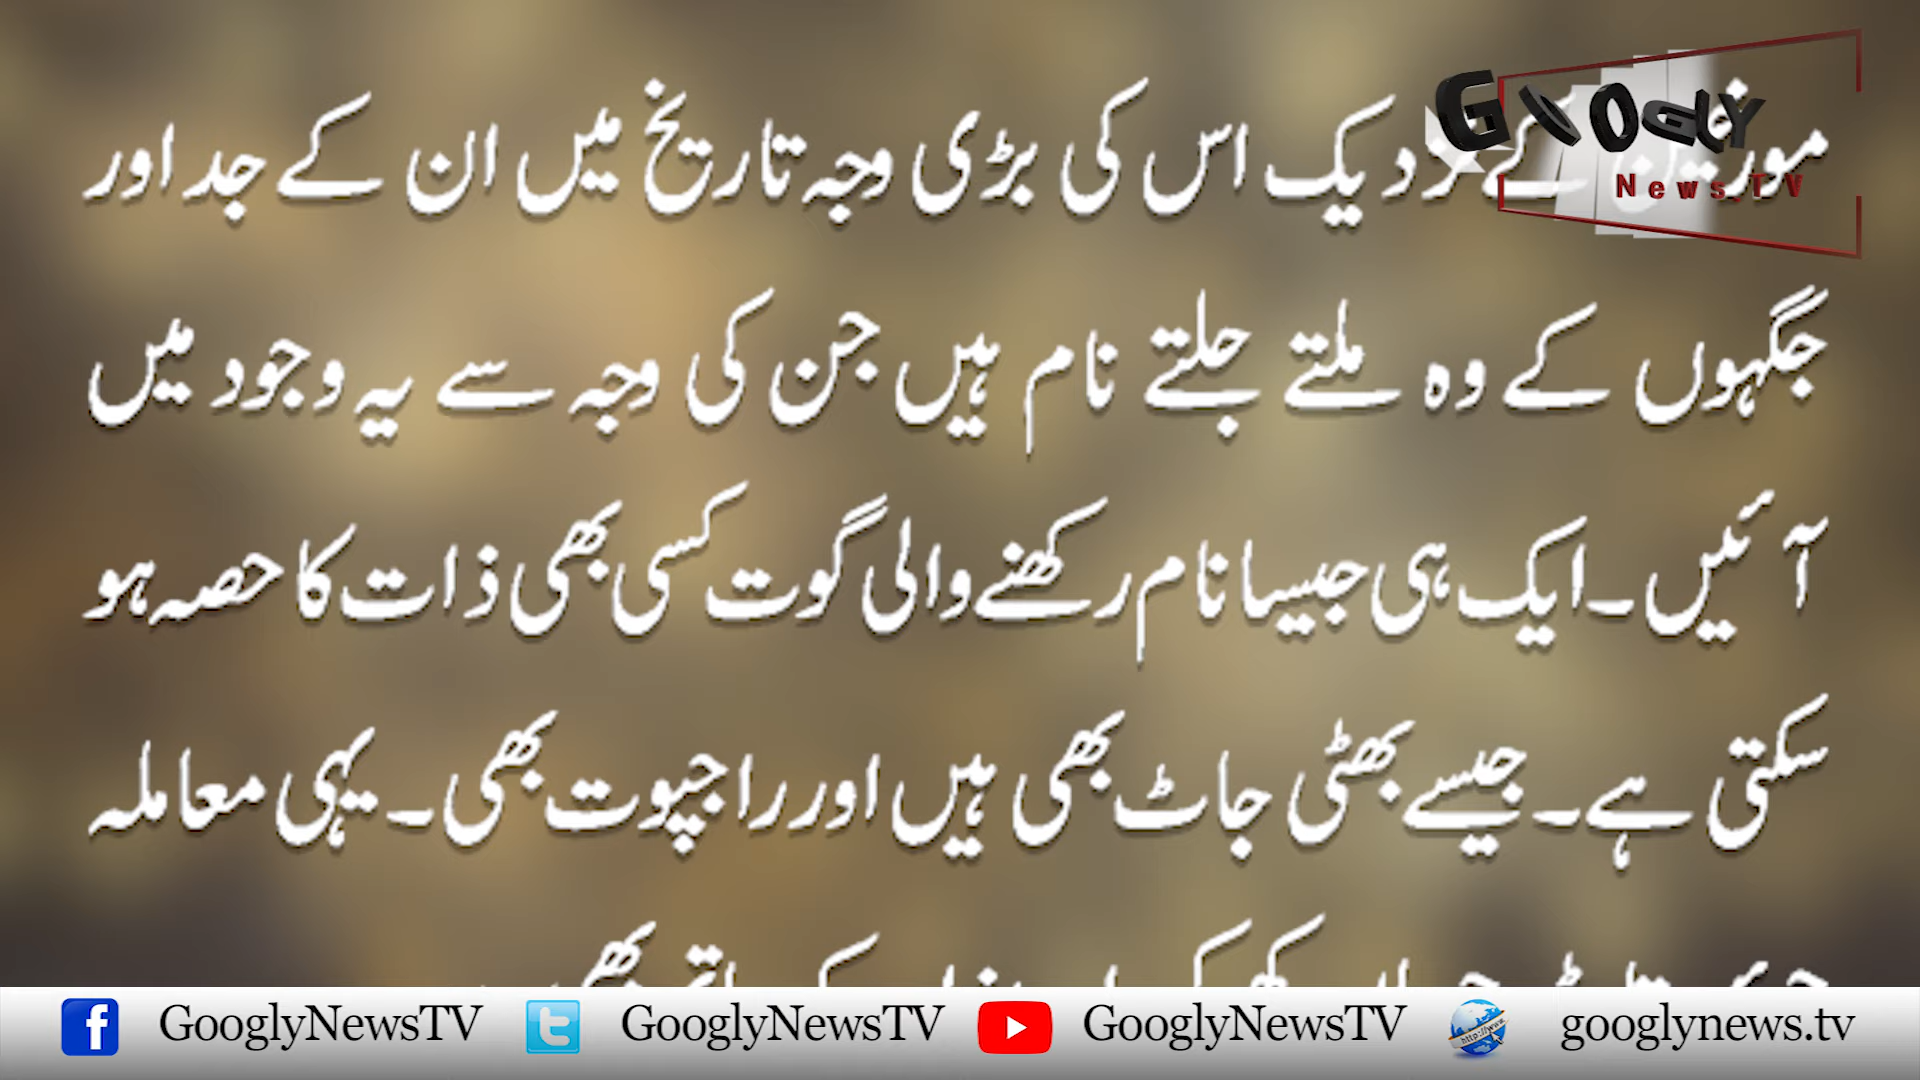 GOOGLY
News TV
مورخین کے نزدیک اس کی بڑی وجہ تاریخ میں ان کے جد اور
جگہوں کے وہ ملتے جلتے نام ہیں جن کی وجہ سے یہ وجود میں
آئیں۔ ایک ہی جیسا نام رکھنے والی گوت کسی بھی ذات کا حصہ ہو
سکتی ہے۔ جیسے بھٹی جاٹ بھی ہیں اور راجپوت بھی۔ یہی معاملہ
GooglyNewsTV GooglyNewsTV GooglyNewsTV googlynews.tv